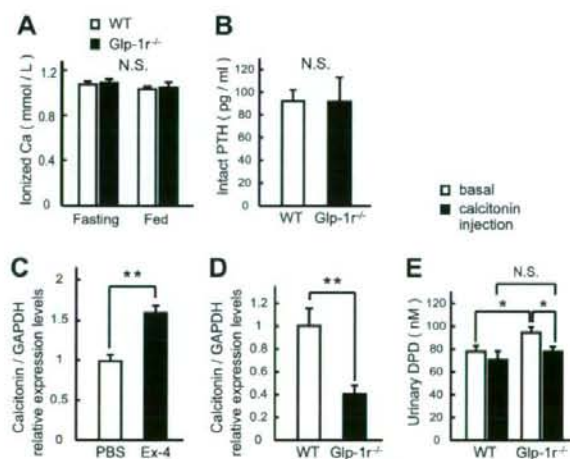 A
WT
Glp-1r-/-
N.S.
Ionized Ca ( mmol / L )
1.2
0.8
0.4
0
Fasting Fed
B
N.S.
Intact PTH ( pg / ml )
120
100
80
60
40
20
0
WT Glp-1r-/-
basal
calcitonin
injection
C
**
Calcitonin / GAPDH
relative expression levels
2
1.5
1
0.5
0
PBS Ex-4
D
**
Calcitonin / GAPDH
relative expression levels
1.2
1
0.8
0.6
0.4
0.2
0
WT Glp-1r-/-
E
N.S.
* *
Urinary DPD ( nM )
120
100
80
60
40
20
0
WT Glp-1r-/-